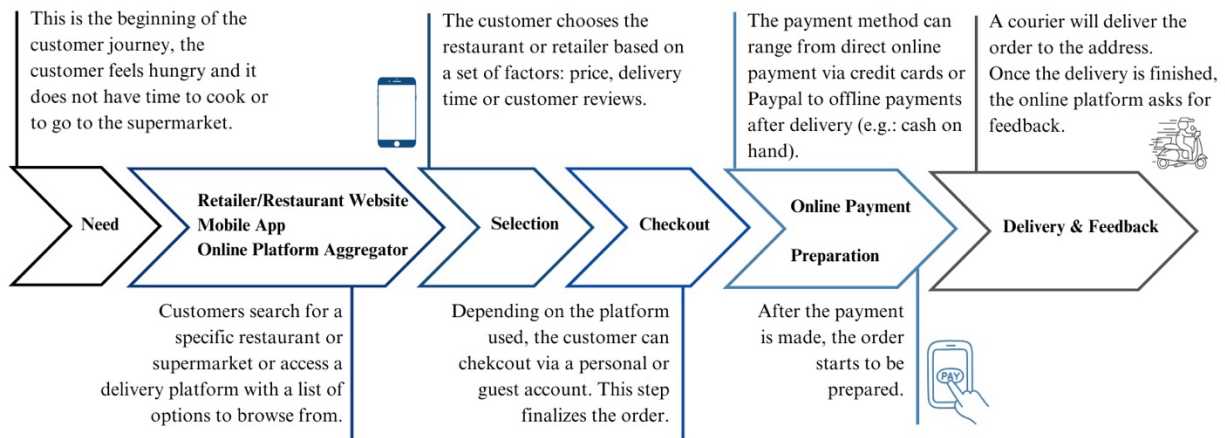 This is the beginning of the
customer journey, the
customer feels hungry and it
does not have time to cook or
to go to the supermarket.
The customer chooses the
restaurant or retailer based on
a set of factors: price, delivery
time or customer reviews.
The payment method can
range from direct online
payment via credit cards or
Paypal to offline payments
after delivery (e.g.: cash on
hand).
A courier will deliver the
order to the address.
Once the delivery is finished,
the online platform asks for
feedback.
Need
Retailer/Restaurant Website
Mobile App
Online Platform Aggregator
Selection
Checkout
Online Payment
Preparation
Delivery & Feedback
Customers search for a
specific restaurant or
supermarket or access a
delivery platform with a list of
options to browse from.
Depending on the platform
used, the customer can
chekcout via a personal or
guest account. This step
finalizes the order.
After the payment
is made, the order
starts to be
prepared.
PAY